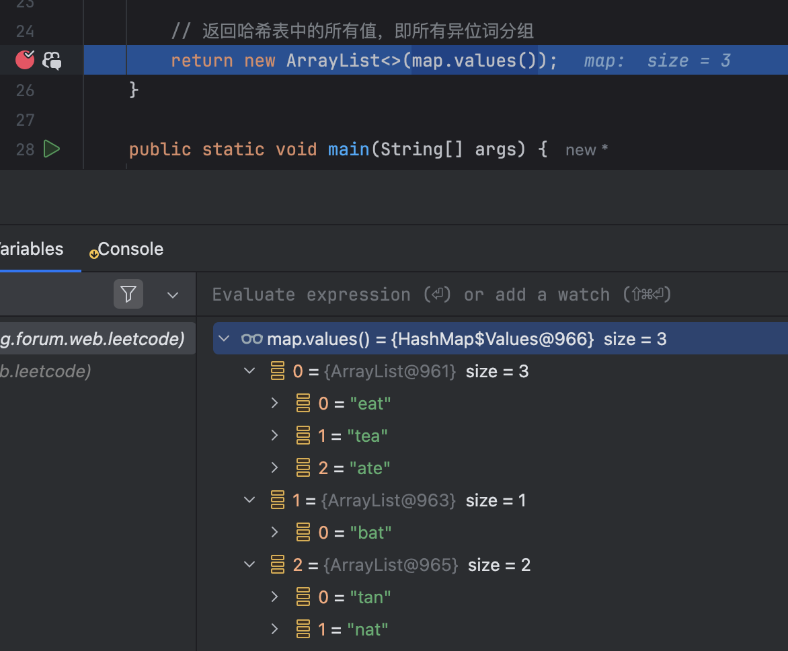 23
24 // 返回哈希表中的所有值，即所有异位词分组
return new ArrayList<>(map.values()); map: size = 3
26 }
27
28 public static void main(String[] args) { new *
ariables Console
Evaluate expression (⏎) or add a watch (⇧⌘⏎)
g.forum.web.leetcode) map.values() = {HashMap$Values@966} size = 3
b.leetcode) 0 = {ArrayList@961} size = 3
0 = "eat"
1 = "tea"
2 = "ate"
1 = {ArrayList@963} size = 1
0 = "bat"
2 = {ArrayList@965} size = 2
0 = "tan"
1 = "nat"